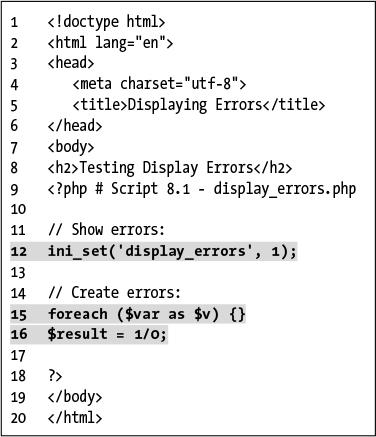 1 <!doctype html>
2 <html lang="en">
3 <head>
4 <meta charset="utf-8">
5 <title>Displaying Errors</title>
6 </head>
7 <body>
8 <h2>Testing Display Errors</h2>
9 <?php # Script 8.1 - display_errors.php
10
11 // Show errors:
12 ini_set('display_errors', 1);
13
14 // Create errors:
15 foreach ($var as $v) {}
16 $result = 1/0;
17
18 ?>
19 </body>
20 </html>